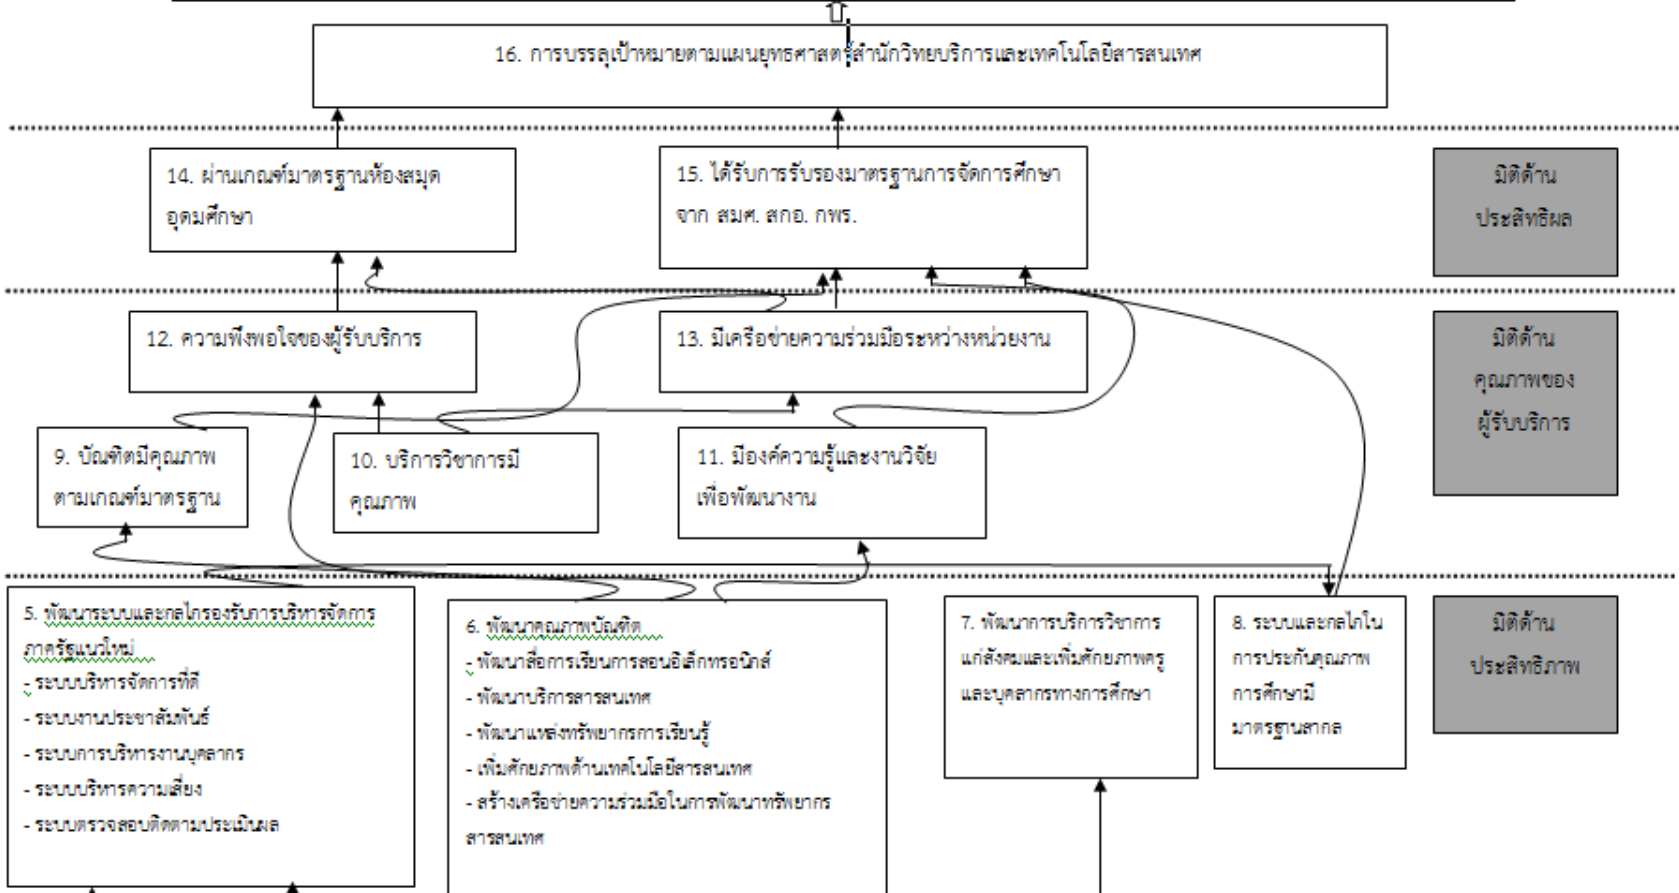 16. การบรรลุเป้าหมายตามแผนยุทธศาสตร์สำนักวิทยบริการและเทคโนโลยีสารสนเทศ
14. ผ่านเกณฑ์มาตรฐานห้องสมุด
อุดมศึกษา
15. ได้รับการรับรองมาตรฐานการจัดการศึกษา
จาก สมศ. สกอ. กพร.
มิติด้าน
ประสิทธิผล
12. ความพึงพอใจของผู้รับบริการ
13. มีเครือข่ายความร่วมมือระหว่างหน่วยงาน
มิติด้าน
คุณภาพของ
ผู้รับบริการ
9. บัณฑิตมีคุณภาพ
ตามเกณฑ์มาตรฐาน
10. บริการวิชาการมี
คุณภาพ
11. มีองค์ความรู้และงานวิจัย
เพื่อพัฒนางาน
5. พัฒนาระบบและกลไกรองรับการบริหารจัดการ
ภาครัฐแนวใหม่
- ระบบบริหารจัดการที่ดี
- ระบบงานประชาสัมพันธ์
- ระบบการบริหารงานบุคลากร
- ระบบบริหารความเสี่ยง
- ระบบตรวจสอบติดตามประเมินผล
6. พัฒนาคุณภาพบัณฑิต
- พัฒนาสื่อการเรียนการสอนอิเล็กทรอนิกส์
- พัฒนาบริการสารสนเทศ
- พัฒนาแหล่งทรัพยากรการเรียนรู้
- เพิ่มศักยภาพด้านเทคโนโลยีสารสนเทศ
- สร้างเครือข่ายความร่วมมือในการพัฒนาทรัพยากร
สารสนเทศ
7. พัฒนาการบริการวิชาการ
แก่สังคมและเพิ่มศักยภาพครู
และบุคลากรทางการศึกษา
8. ระบบและกลไกใน
การประกันคุณภาพ
การศึกษามี
มาตรฐานสากล
มิติด้าน
ประสิทธิภาพ